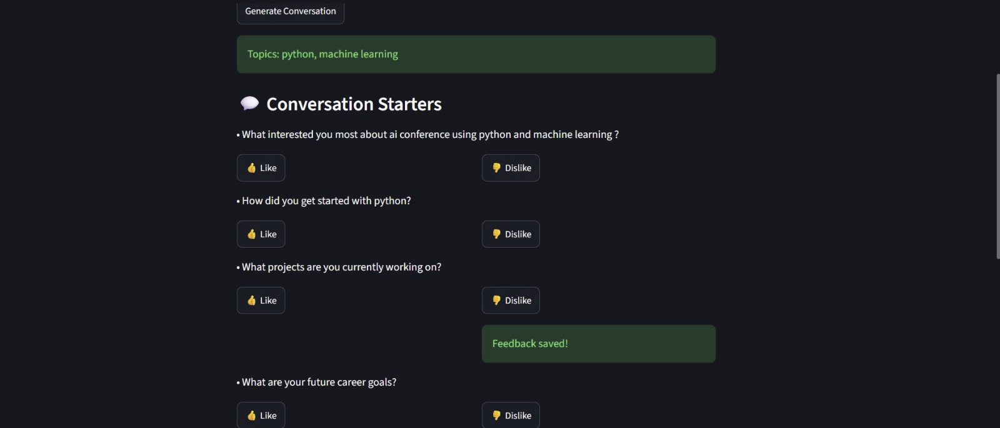 Generate Conversation
Topics: python, machine learning
💬 Conversation Starters
• What interested you most about ai conference using python and machine learning ?
👍 Like 👎 Dislike
• How did you get started with python?
👍 Like 👎 Dislike
• What projects are you currently working on?
👍 Like 👎 Dislike
Feedback saved!
• What are your future career goals?
👍 Like 👎 Dislike